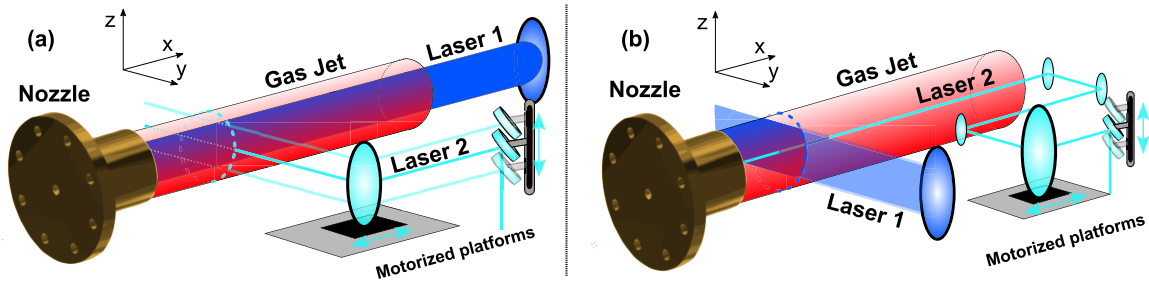 (a)
z
x
y
Nozzle
Gas Jet
Laser 1
Laser 2
Motorized platforms
(b)
z
x
y
Nozzle
Gas Jet
Laser 2
Laser 1
Motorized platforms